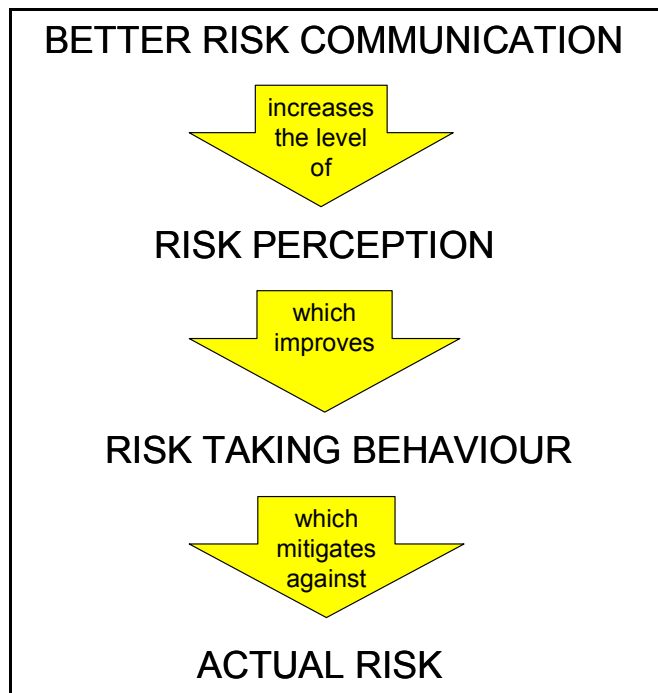 BETTER RISK COMMUNICATION
increases
the level
of
RISK PERCEPTION
which
improves
RISK TAKING BEHAVIOUR
which
mitigates
against
ACTUAL RISK